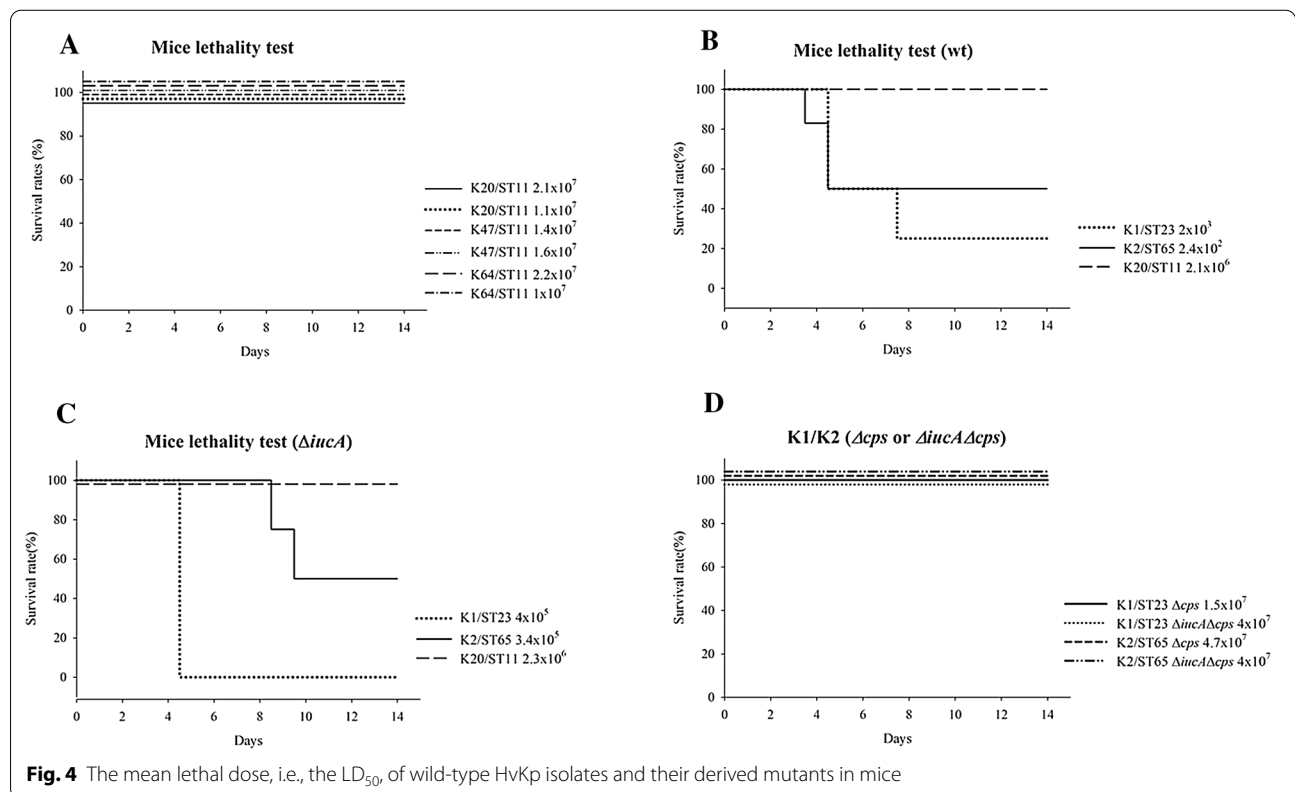 A
Mice lethality test
Survival rates (%)
100
80
60
40
20
0
0 2 4 6 8 10 12 14
Days
K20/ST11 2.1x10⁷
K20/ST11 1.1x10⁷
K47/ST11 1.4x10⁷
K47/ST11 1.6x10⁷
K64/ST11 2.2x10⁷
K64/ST11 1x10⁷
B
Mice lethality test (wt)
Survival rate(%)
100
80
60
40
20
0
0 2 4 6 8 10 12 14
Days
K1/ST23 2x10³
K2/ST65 2.4x10²
K20/ST11 2.1x10⁶
C
Mice lethality test (ΔiucA)
Survival rate(%)
100
80
60
40
20
0
0 2 4 6 8 10 12 14
Days
K1/ST23 4x10⁵
K2/ST65 3.4x10⁵
K20/ST11 2.3x10⁶
D
K1/K2 (Δcps or ΔiucAΔcps)
Survival rate(%)
100
80
60
40
20
0
0 2 4 6 8 10 12 14
Days
K1/ST23 Δcps 1.5x10⁷
K1/ST23 ΔiucAΔcps 4x10⁷
K2/ST65 Δcps 4.7x10⁷
K2/ST65 ΔiucAΔcps 4x10⁷
Fig. 4 The mean lethal dose, i.e., the LD₅₀, of wild-type HvKp isolates and their derived mutants in mice